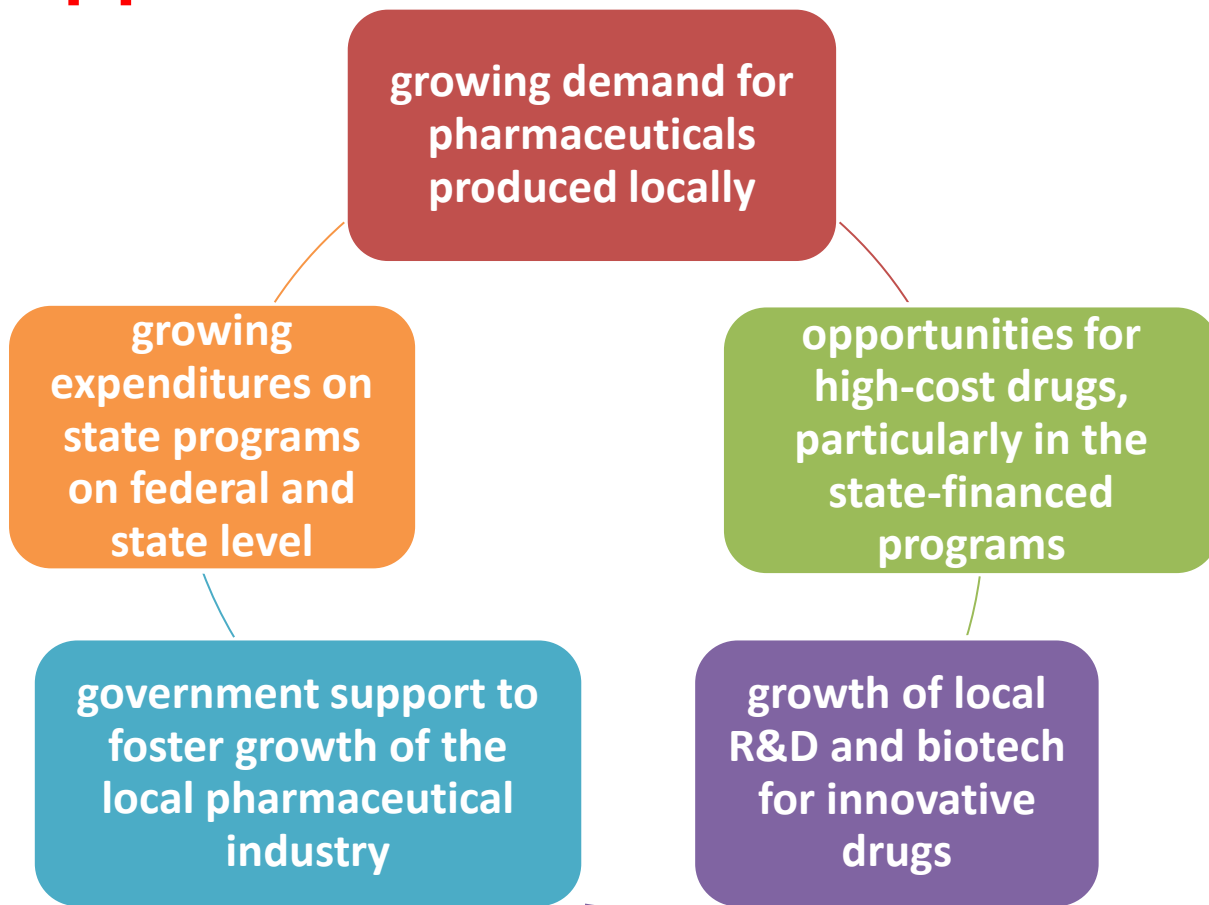 growing demand for
pharmaceuticals
produced locally
growing
expenditures on
state programs
on federal and
state level
opportunities for
high-cost drugs,
particularly in the
state-financed
programs
government support to
foster growth of the
local pharmaceutical
industry
growth of local
R&D and biotech
for innovative
drugs